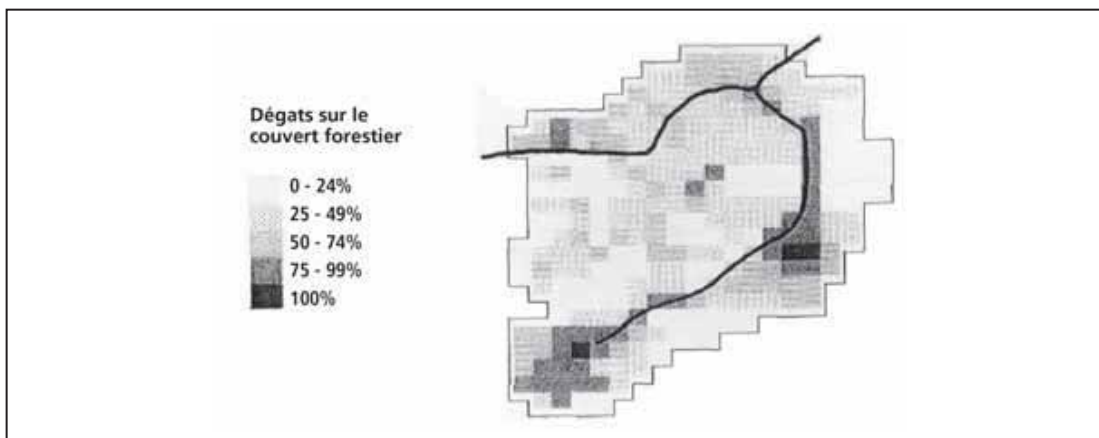 Dégats sur le
couvert forestier
0 - 24%
25 - 49%
50 - 74%
75 - 99%
100%